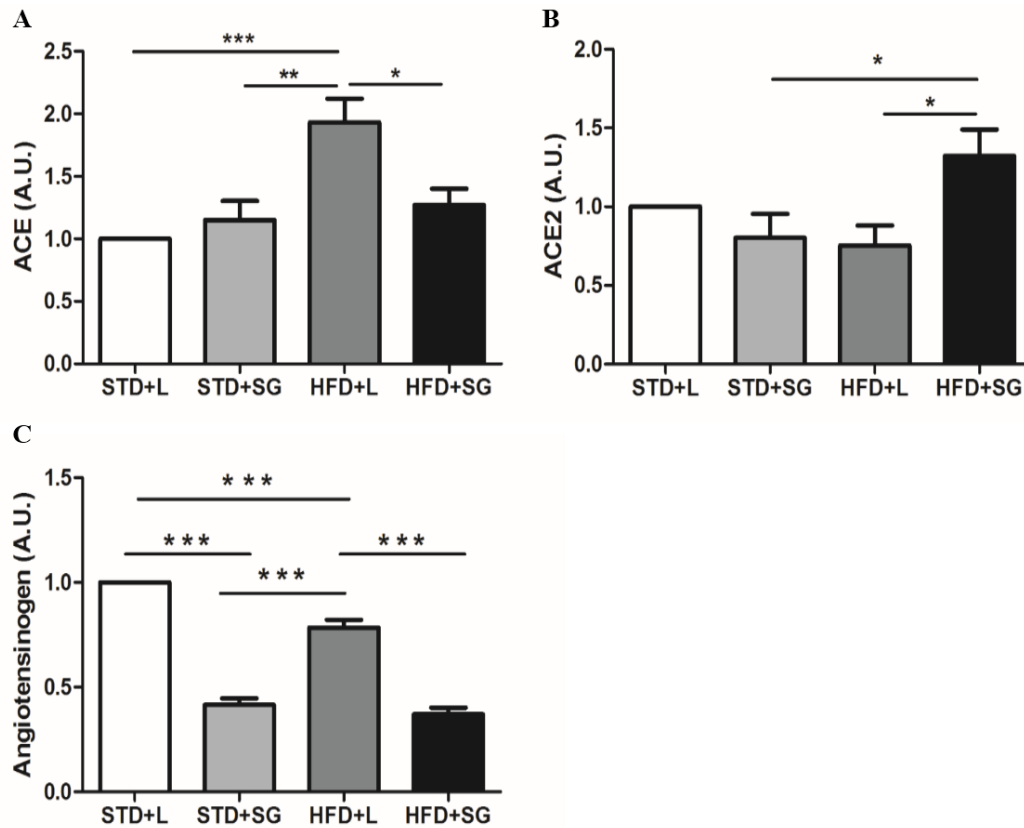 A
ACE (A.U.)
2.5
2.0
1.5
1.0
0.5
0.0
***
**
*
STD+L STD+SG HFD+L HFD+SG
B
ACE2 (A.U.)
2.0
1.5
1.0
0.5
0.0
*
*
STD+L STD+SG HFD+L HFD+SG
C
Angiotensinogen (A.U.)
1.5
1.0
0.5
0.0
* * *
* * * * * *
* * *
STD+L STD+SG HFD+L HFD+SG